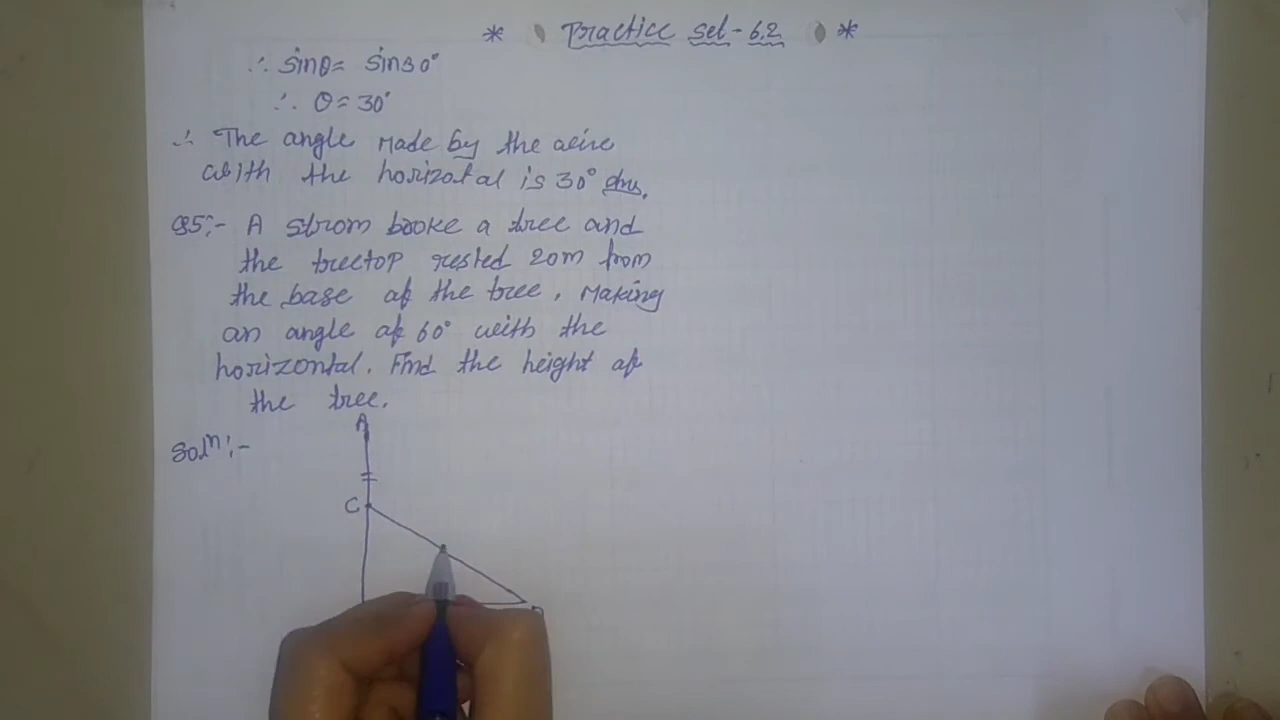 * Practice Set - 6.2 *
∴ sinθ = sin30°
∴ θ = 30°
∴ The angle made by the wire
with the horizotal is 30° Ans.
Q5:- A strom booke a tree and
the treetop rested 20m from
the base of the tree, Making
an angle of 60° with the
horizontal. Find the height of
the tree.
Solⁿ:-
A
C